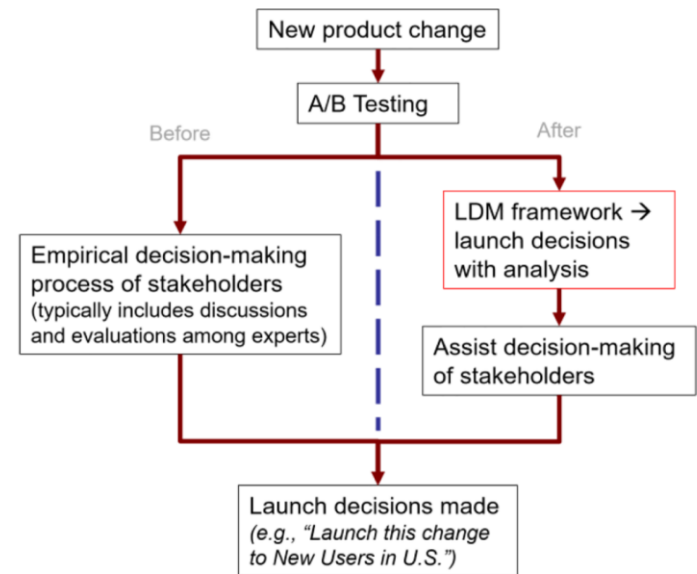 New product change
A/B Testing
Before
After
Empirical decision-making
process of stakeholders
(typically includes discussions
and evaluations among experts)
LDM framework →
launch decisions
with analysis
Assist decision-making
of stakeholders
Launch decisions made
(e.g., “Launch this change
to New Users in U.S.”)